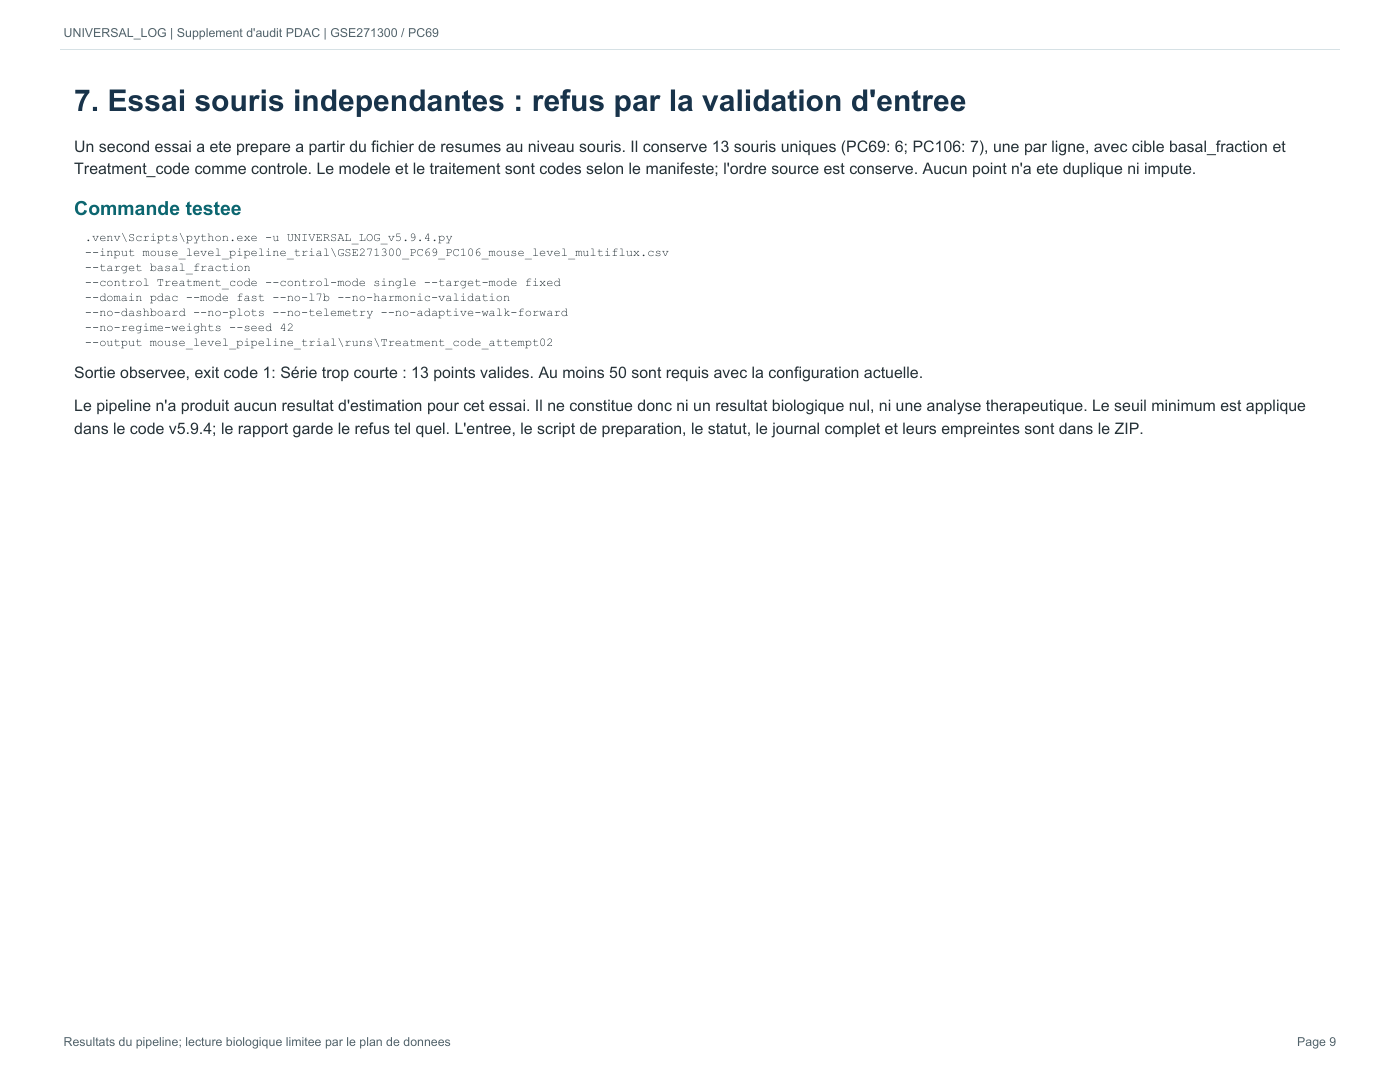 UNIVERSAL_LOG | Supplement d'audit PDAC | GSE271300 / PC69
7. Essai souris independantes : refus par la validation d'entree
Un second essai a ete prepare a partir du fichier de resumes au niveau souris. Il conserve 13 souris uniques (PC69: 6; PC106: 7), une par ligne, avec cible basal_fraction et
Treatment_code comme controle. Le modele et le traitement sont codes selon le manifeste; l'ordre source est conserve. Aucun point n'a ete duplique ni impute.
Commande testee
.venv\Scripts\python.exe -u UNIVERSAL_LOG_v5.9.4.py
--input mouse_level_pipeline_trial\GSE271300_PC69_PC106_mouse_level_multiflux.csv
--target basal_fraction
--control Treatment_code --control-mode single --target-mode fixed
--domain pdac --mode fast --no-l7b --no-harmonic-validation
--no-dashboard --no-plots --no-telemetry --no-adaptive-walk-forward
--no-regime-weights --seed 42
--output mouse_level_pipeline_trial\runs\Treatment_code_attempt02
Sortie observee, exit code 1: Série trop courte : 13 points valides. Au moins 50 sont requis avec la configuration actuelle.
Le pipeline n'a produit aucun resultat d'estimation pour cet essai. Il ne constitue donc ni un resultat biologique nul, ni une analyse therapeutique. Le seuil minimum est applique
dans le code v5.9.4; le rapport garde le refus tel quel. L'entree, le script de preparation, le statut, le journal complet et leurs empreintes sont dans le ZIP.
Resultats du pipeline; lecture biologique limitee par le plan de donnees
Page 9